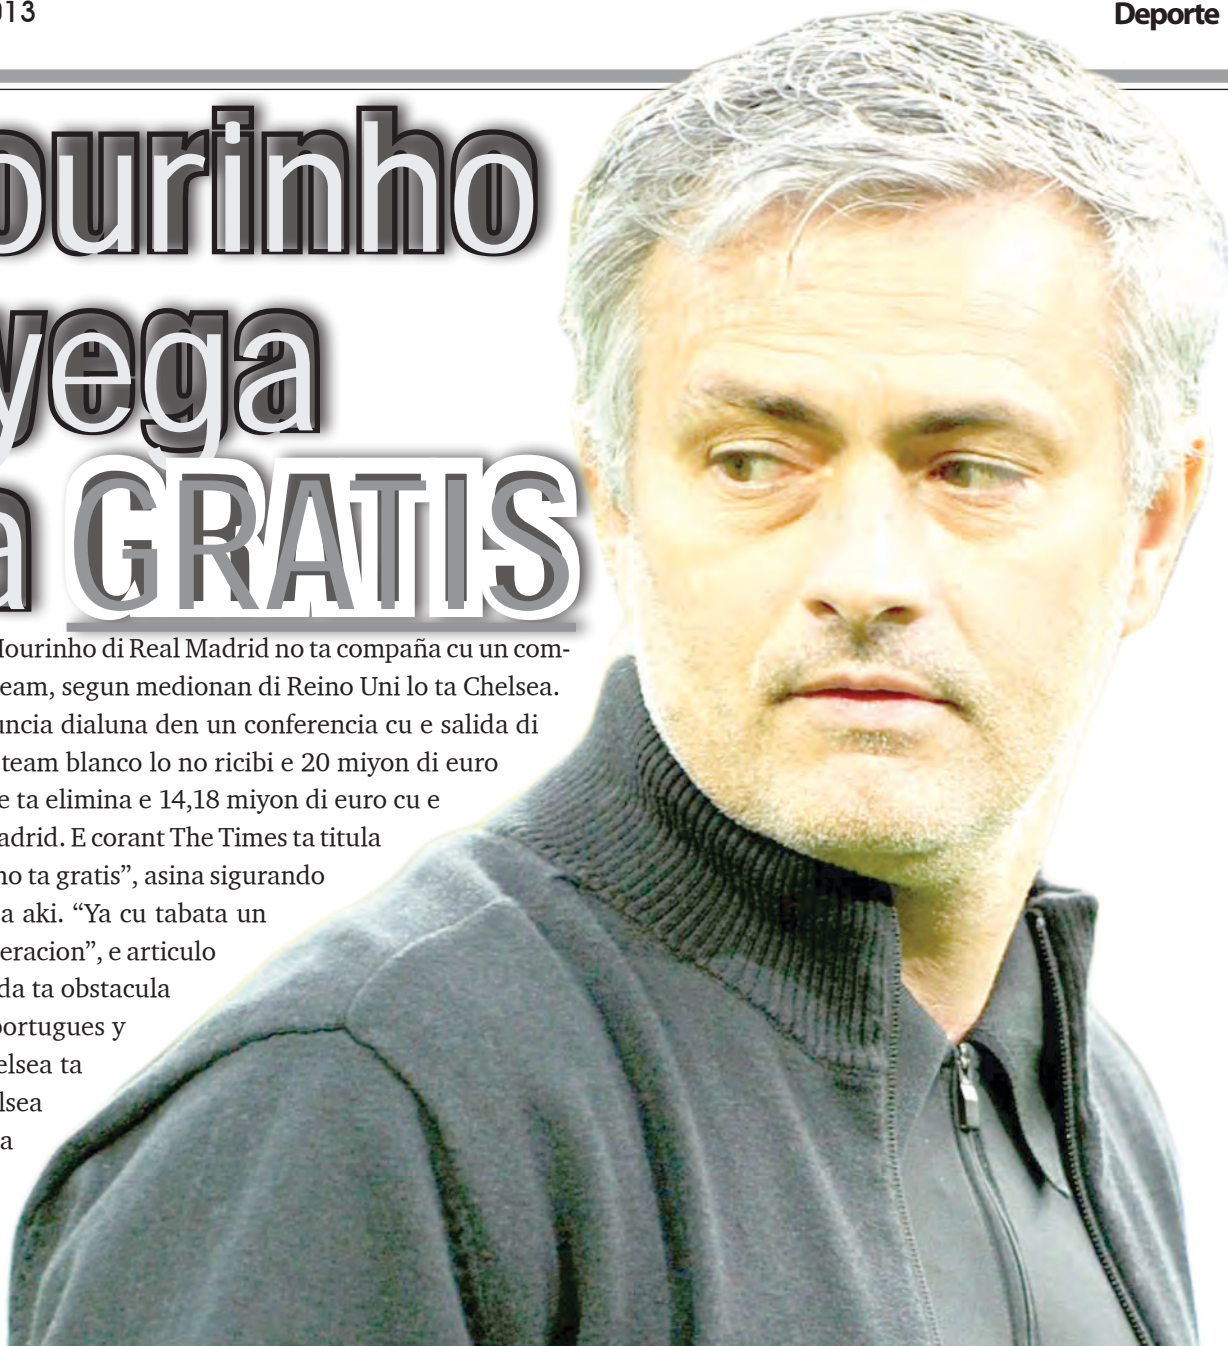 013
Deporte
ourinho
yega
a GRATIS
Mourinho di Real Madrid no ta compaña cu un com-
eam, segun medionan di Reino Uni lo ta Chelsea.
uncia dialuna den un conferencia cu e salida di
team blanco lo no ricibi e 20 miyon di euro
e ta elimina e 14,18 miyon di euro cu e
adrid. E corant The Times ta titula
ho ta gratis”, asina sigurando
a aki. “Ya cu tabata un
eracion”, e articulo
da ta obstacula
portugues y
elsea ta
lsea
a